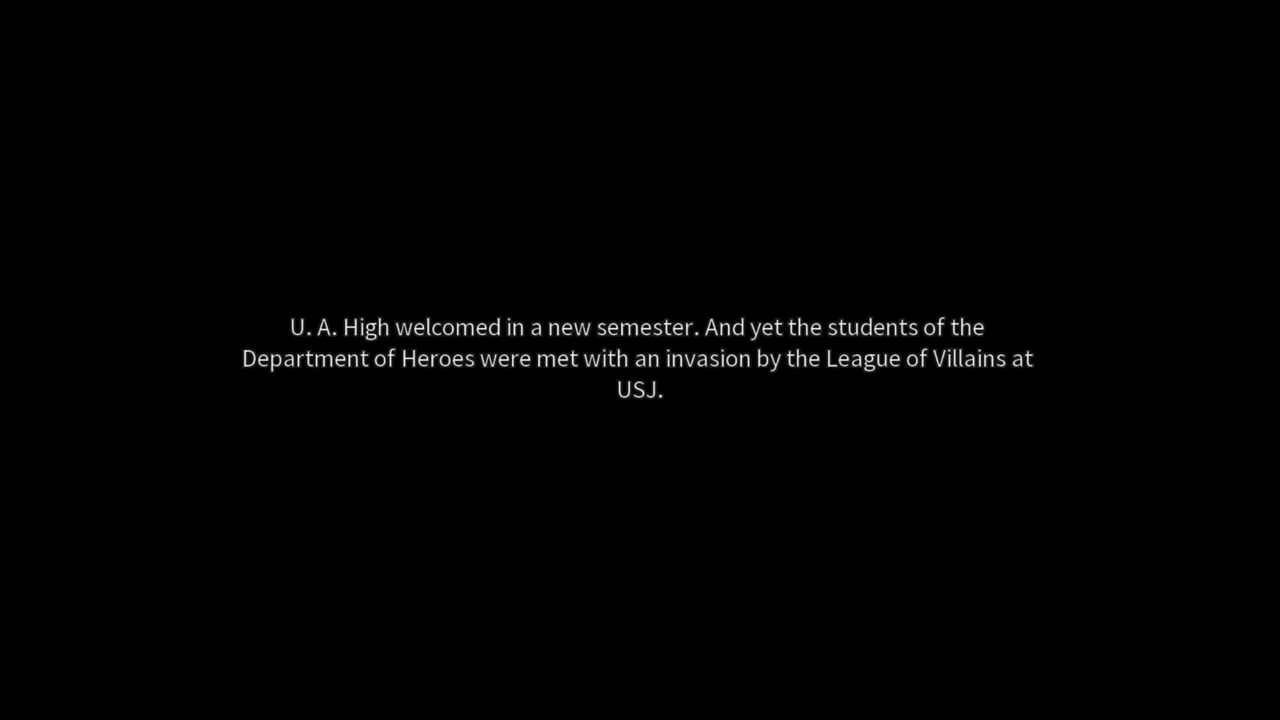 U. A. High welcomed in a new semester. And yet the students of the
Department of Heroes were met with an invasion by the League of Villains at
USJ.